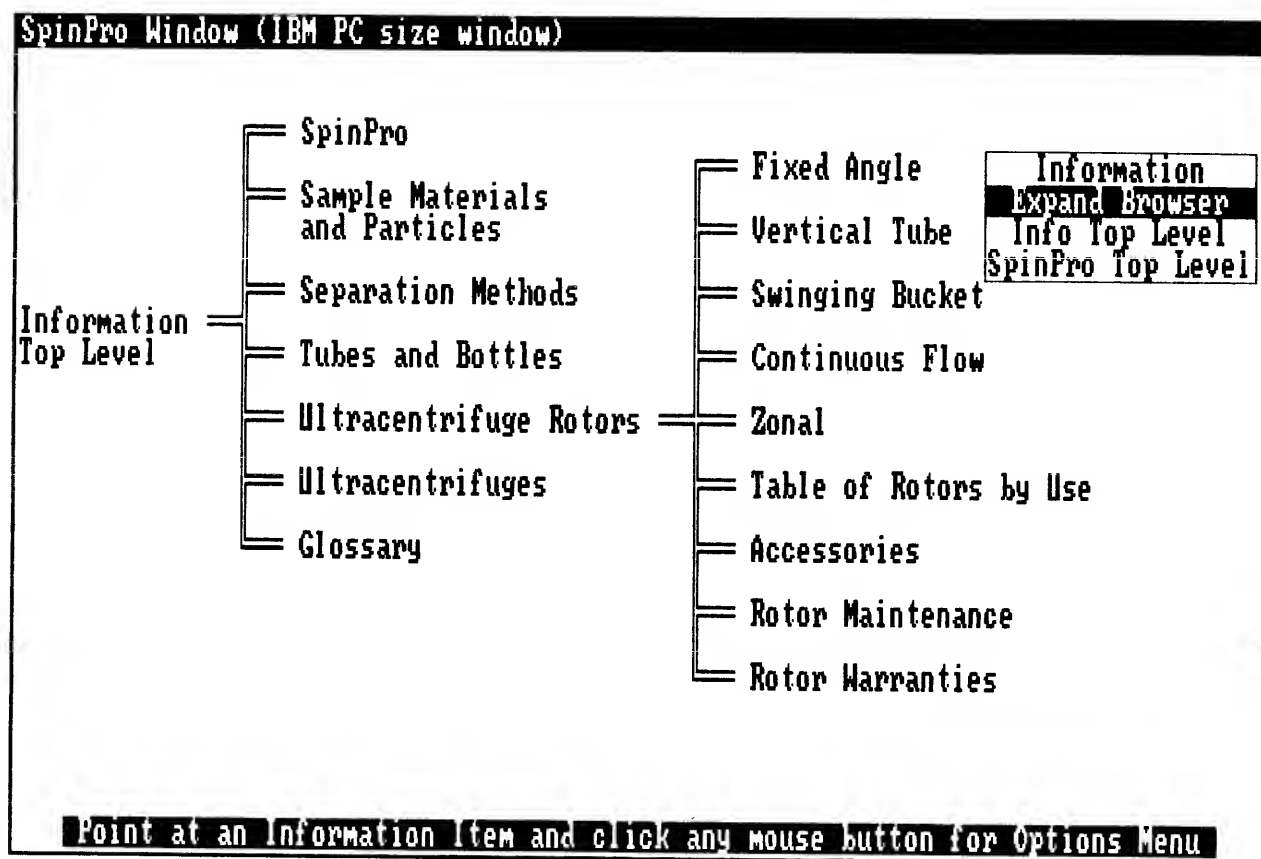 SpinPro Window (IBM PC size window)
Information
Top Level
SpinPro
Sample Materials
and Particles
Separation Methods
Tubes and Bottles
Ultracentrifuge Rotors
Ultracentrifuges
Glossary
Fixed Angle
Vertical Tube
Swinging Bucket
Continuous Flow
Zonal
Table of Rotors by Use
Accessories
Rotor Maintenance
Rotor Warranties
Information
Expand Browser
Info Top Level
SpinPro Top Level
Point at an Information Item and click any mouse button for Options Menu